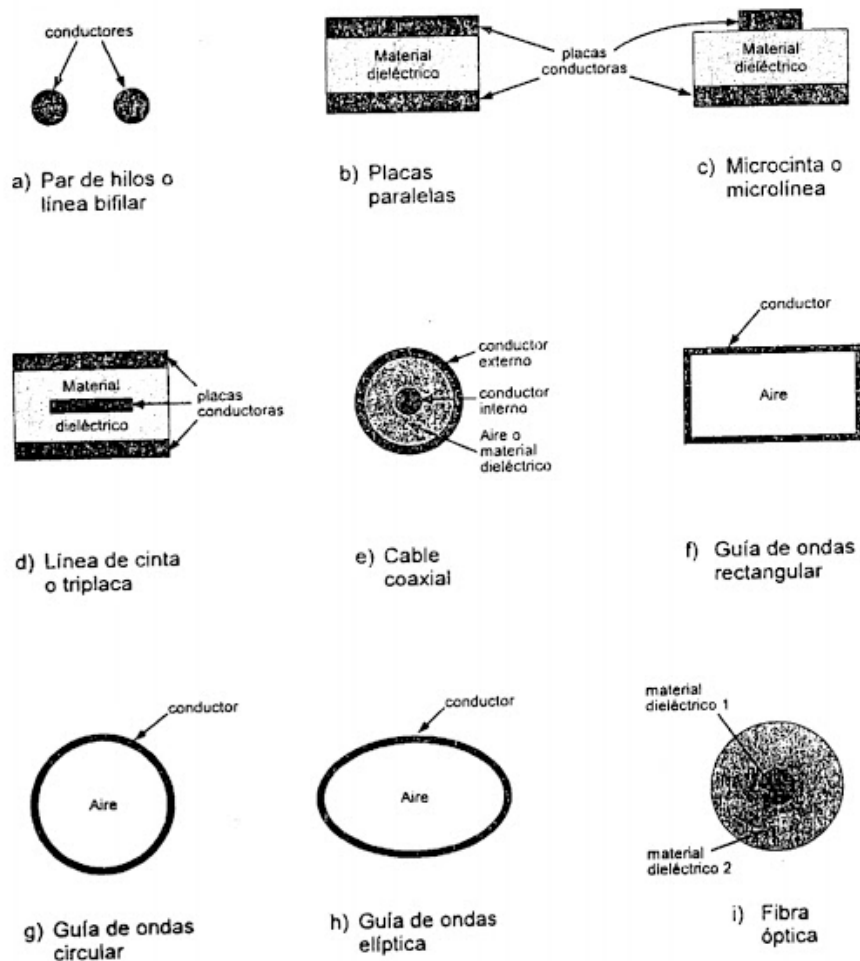 conductores
a) Par de hilos o
línea bifilar
Material
dieléctrico
b) Placas
paralelas
placas
conductoras
Material
dieléctrico
c) Microcinta o
microlínea
Material
dieléctrico
placas
conductoras
d) Línea de cinta
o triplaca
conductor
externo
conductor
interno
Aire o
material
dieléctrico
e) Cable
coaxial
conductor
Aire
f) Guía de ondas
rectangular
conductor
Aire
g) Guía de ondas
circular
conductor
Aire
h) Guía de ondas
elíptica
material
dieléctrico 1
material
dieléctrico 2
i) Fibra
óptica